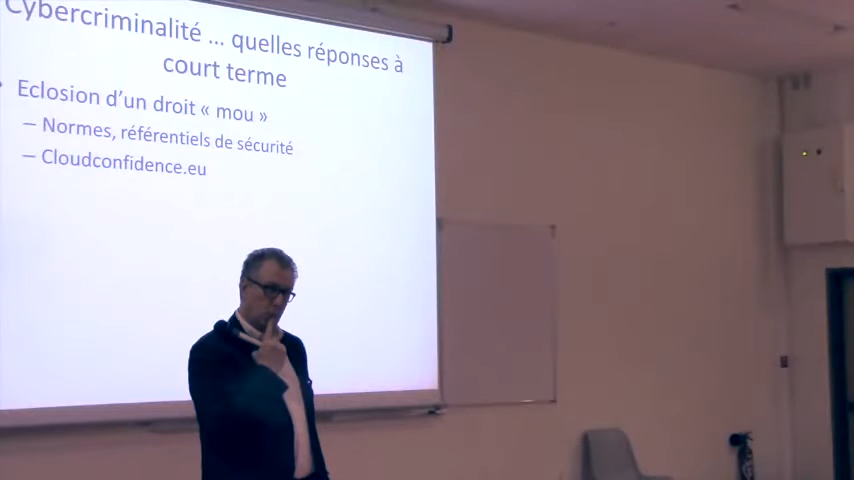 Cybercriminalité ... quelles réponses à
court terme
Eclosion d'un droit « mou »
– Normes, référentiels de sécurité
– Cloudconfidence.eu